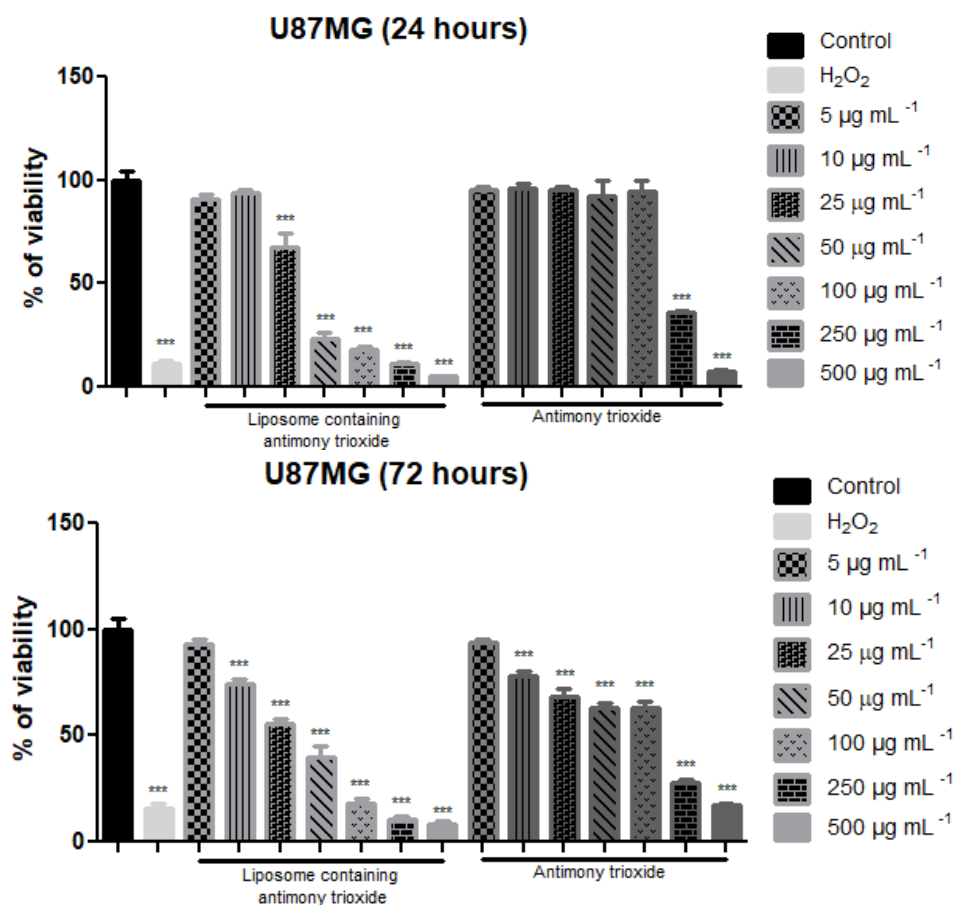 U87MG (24 hours)
% of viability
150
100
50
0
***
***
***
***
***
***
***
***
Liposome containing
antimony trioxide
Antimony trioxide
Control
H₂O₂
5 µg mL ⁻¹
10 µg mL ⁻¹
25 µg mL⁻¹
50 µg mL⁻¹
100 µg mL ⁻¹
250 µg mL ⁻¹
500 µg mL ⁻¹
U87MG (72 hours)
% of viability
150
100
50
0
***
***
***
***
***
***
***
***
***
***
***
***
***
Liposome containing
antimony trioxide
Antimony trioxide
Control
H₂O₂
5 µg mL ⁻¹
10 µg mL ⁻¹
25 µg mL⁻¹
50 µg mL⁻¹
100 µg mL ⁻¹
250 µg mL ⁻¹
500 µg mL ⁻¹